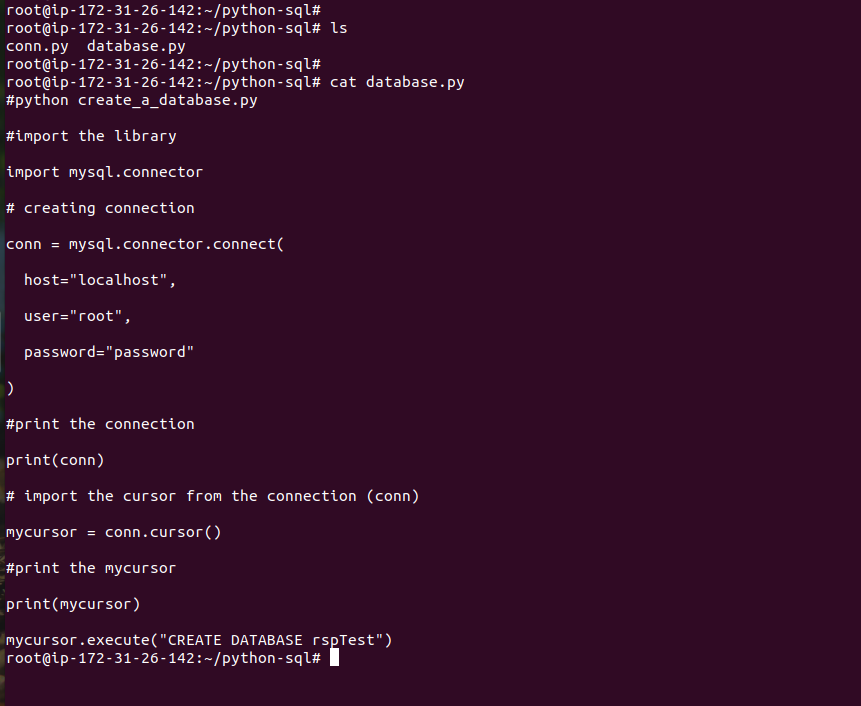 root@ip-172-31-26-142:~/python-sql#
root@ip-172-31-26-142:~/python-sql# ls
conn.py  database.py
root@ip-172-31-26-142:~/python-sql#
root@ip-172-31-26-142:~/python-sql# cat database.py
#python create_a_database.py
#import the library
import mysql.connector
# creating connection
conn = mysql.connector.connect(
  host="localhost",
  user="root",
  password="password"
)
#print the connection
print(conn)
# import the cursor from the connection (conn)
mycursor = conn.cursor()
#print the mycursor
print(mycursor)
mycursor.execute("CREATE DATABASE rspTest")
root@ip-172-31-26-142:~/python-sql#